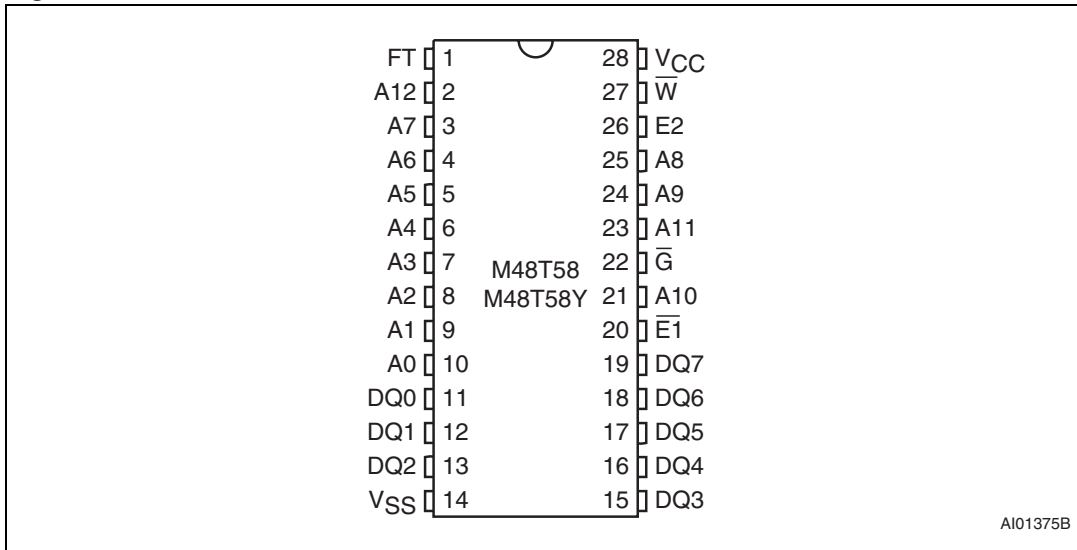 FT 1 28 VCC
A12 2 27 W̅
A7 3 26 E2
A6 4 25 A8
A5 5 24 A9
A4 6 23 A11
A3 7 M48T58 22 G̅
A2 8 M48T58Y 21 A10
A1 9 20 E̅1̅
A0 10 19 DQ7
DQ0 11 18 DQ6
DQ1 12 17 DQ5
DQ2 13 16 DQ4
VSS 14 15 DQ3
AI01375B